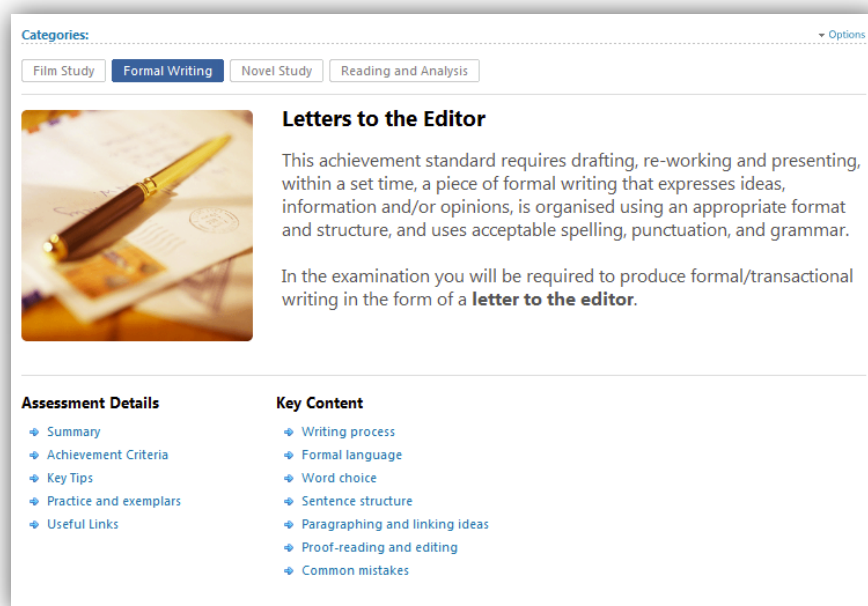 Categories:
Options
Film Study
Formal Writing
Novel Study
Reading and Analysis
Letters to the Editor
This achievement standard requires drafting, re-working and presenting,
within a set time, a piece of formal writing that expresses ideas,
information and/or opinions, is organised using an appropriate format
and structure, and uses acceptable spelling, punctuation, and grammar.
In the examination you will be required to produce formal/transactional
writing in the form of a letter to the editor.
Assessment Details
Summary
Achievement Criteria
Key Tips
Practice and exemplars
Useful Links
Key Content
Writing process
Formal language
Word choice
Sentence structure
Paragraphing and linking ideas
Proof-reading and editing
Common mistakes